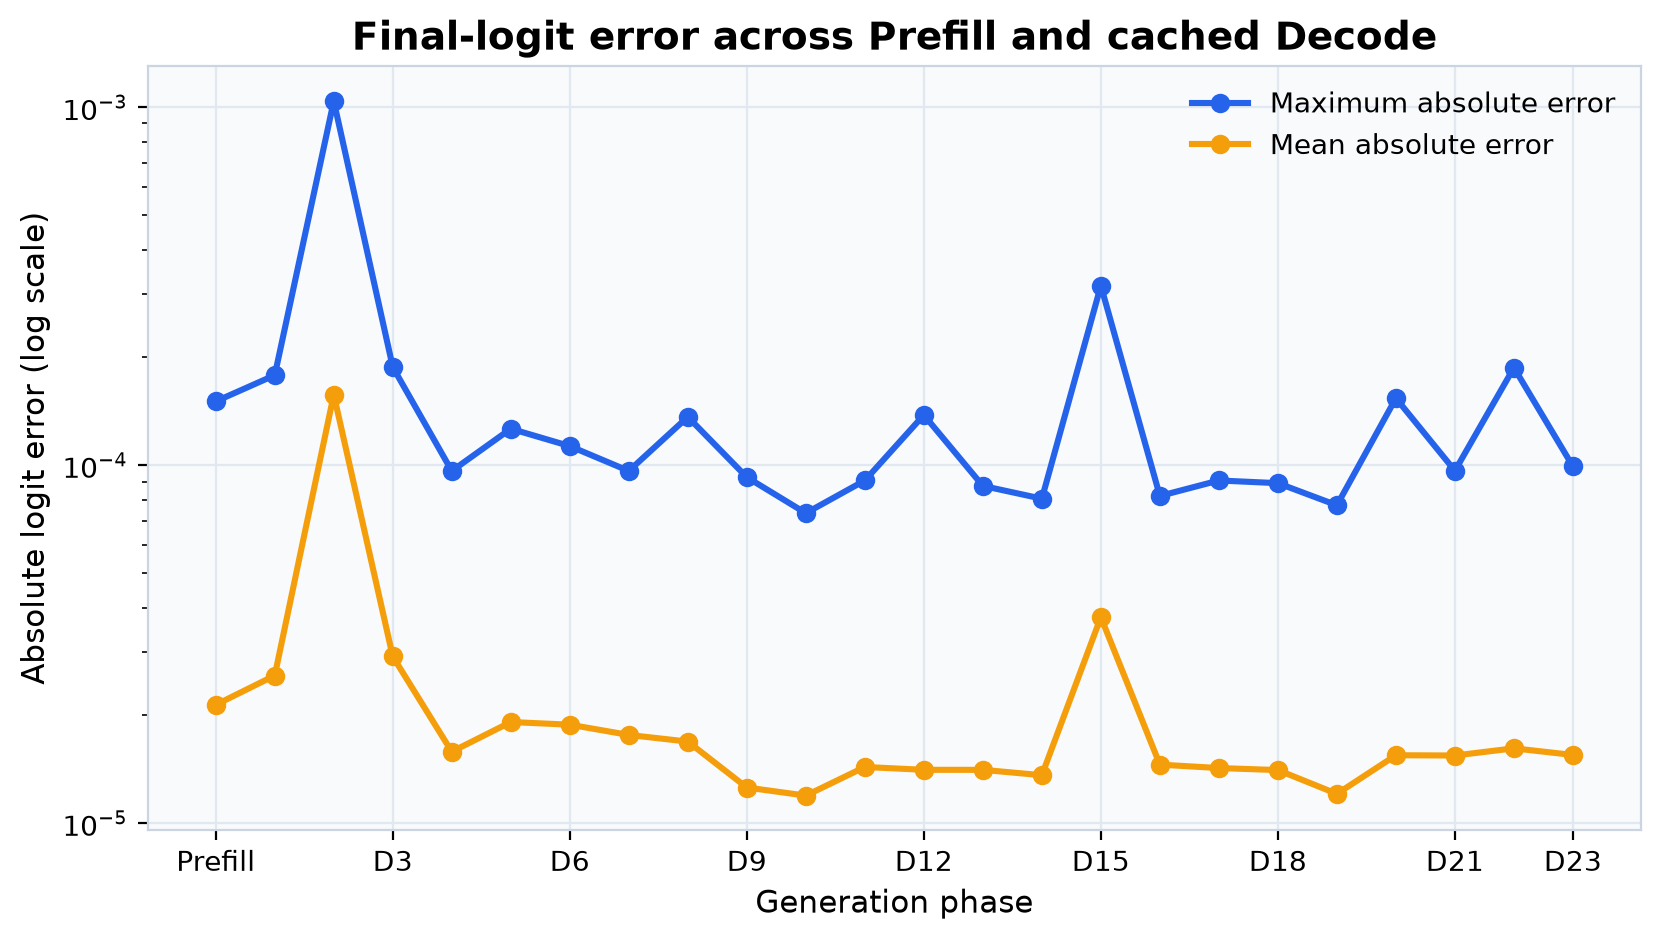 Final-logit error across Prefill and cached Decode
Maximum absolute error
Mean absolute error
Absolute logit error (log scale)
10⁻³
10⁻⁴
10⁻⁵
Prefill D3 D6 D9 D12 D15 D18 D21 D23
Generation phase